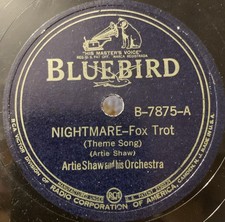 "HIS MASTER'S VOICE"
BLUEBIRD
B-7875-A
NIGHTMARE-Fox Trot
(Theme Song)
(Artie Shaw)
Artie Shaw and his Orchestra
RCA
RADIO CORPORATION OF AMERICA